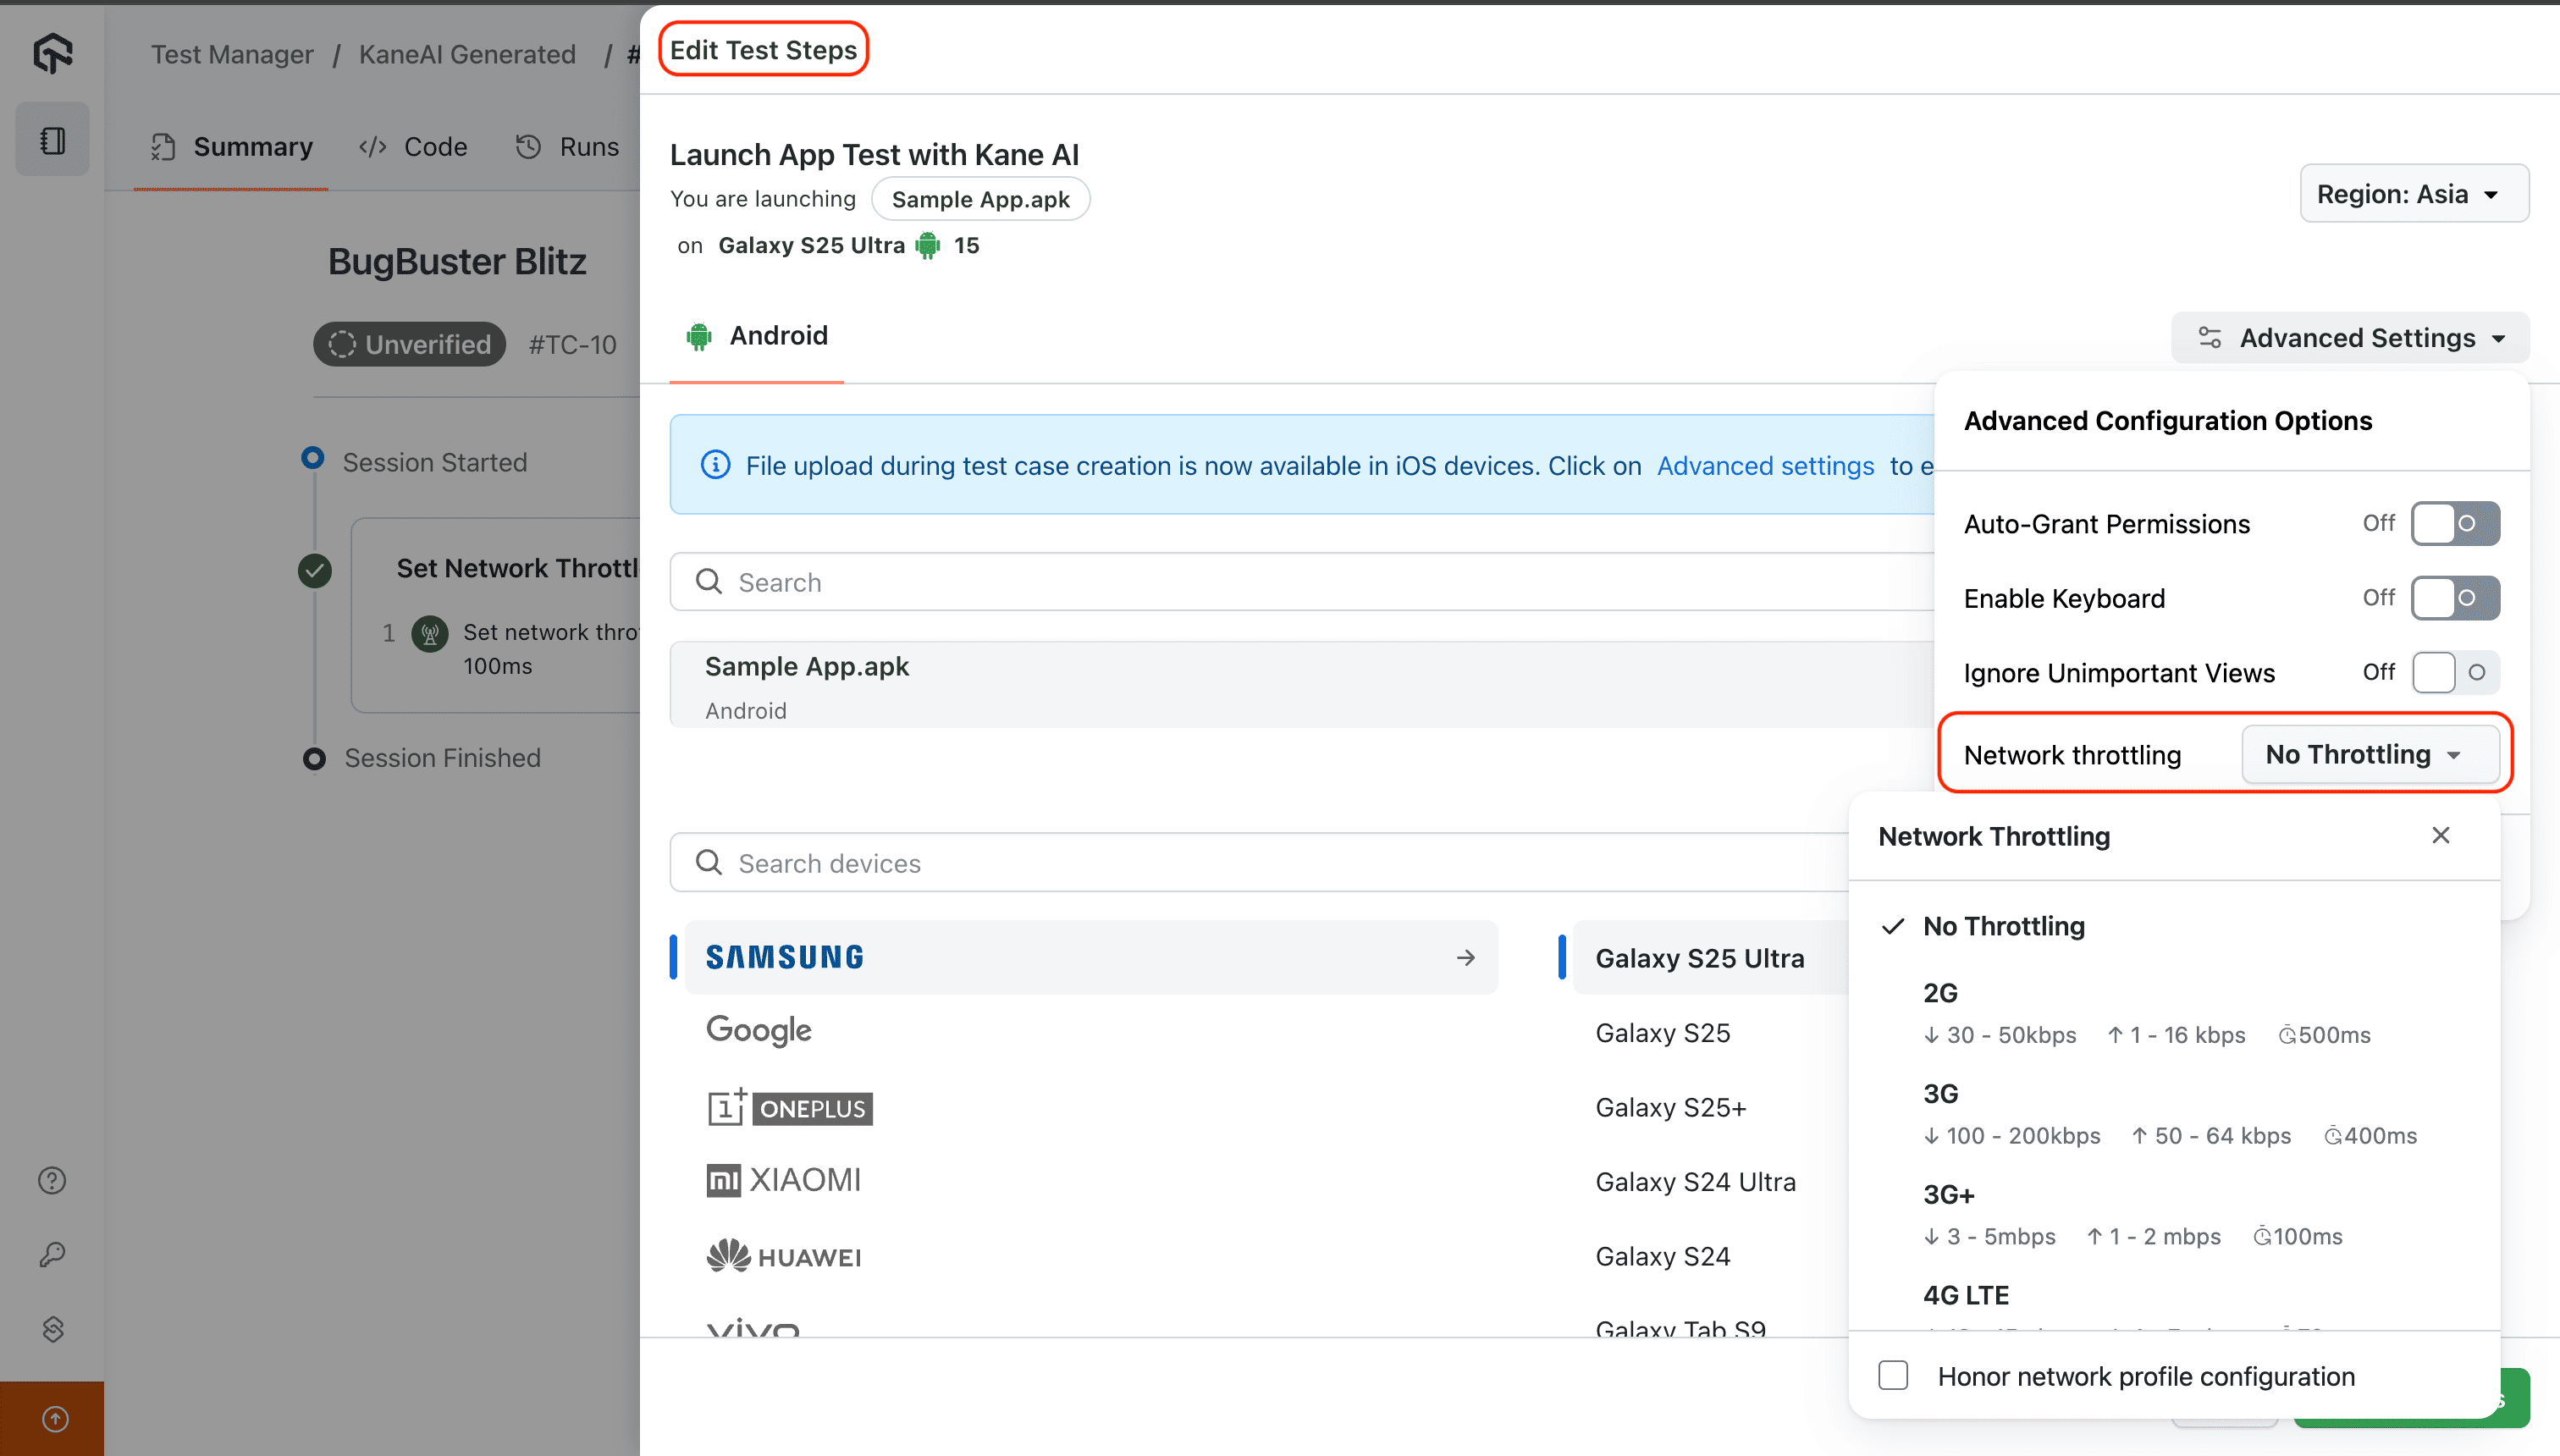 Test Manager / KaneAI Generated / #
Summary
Code
Runs
BugBuster Blitz
Unverified
#TC-10
Session Started
Set Network Throttl
1 Set network thro
100ms
Session Finished
Edit Test Steps
Launch App Test with Kane AI
You are launching Sample App.apk
on Galaxy S25 Ultra 15
Region: Asia
Android
Advanced Settings
File upload during test case creation is now available in iOS devices. Click on Advanced settings to e
Search
Sample App.apk
Android
Search devices
SAMSUNG
Google
1+ ONEPLUS
mi XIAOMI
HUAWEI
vivo
Galaxy S25 Ultra
Galaxy S25
Galaxy S25+
Galaxy S24 Ultra
Galaxy S24
Galaxy Tab S9
Advanced Configuration Options
Auto-Grant Permissions Off
Enable Keyboard Off
Ignore Unimportant Views Off
Network throttling No Throttling
Network Throttling
No Throttling
2G
↓ 30 - 50kbps ↑ 1 - 16 kbps 500ms
3G
↓ 100 - 200kbps ↑ 50 - 64 kbps 400ms
3G+
↓ 3 - 5mbps ↑ 1 - 2 mbps 100ms
4G LTE
Honor network profile configuration